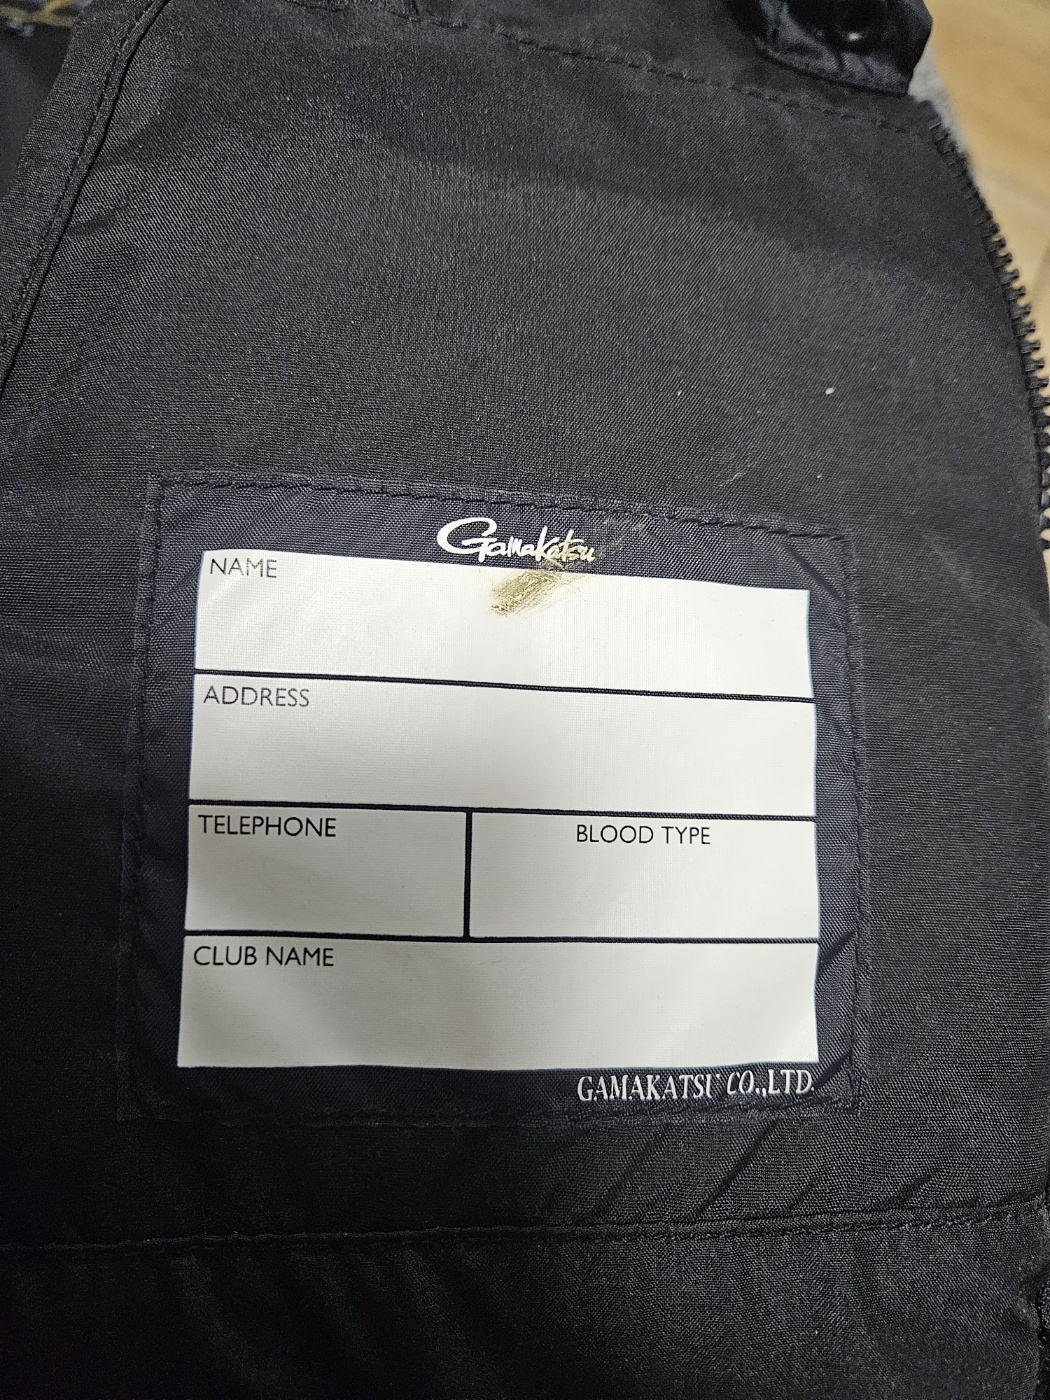 Gamakatsu
NAME
ADDRESS
TELEPHONE
BLOOD TYPE
CLUB NAME
GAMAKATSU CO.,LTD.